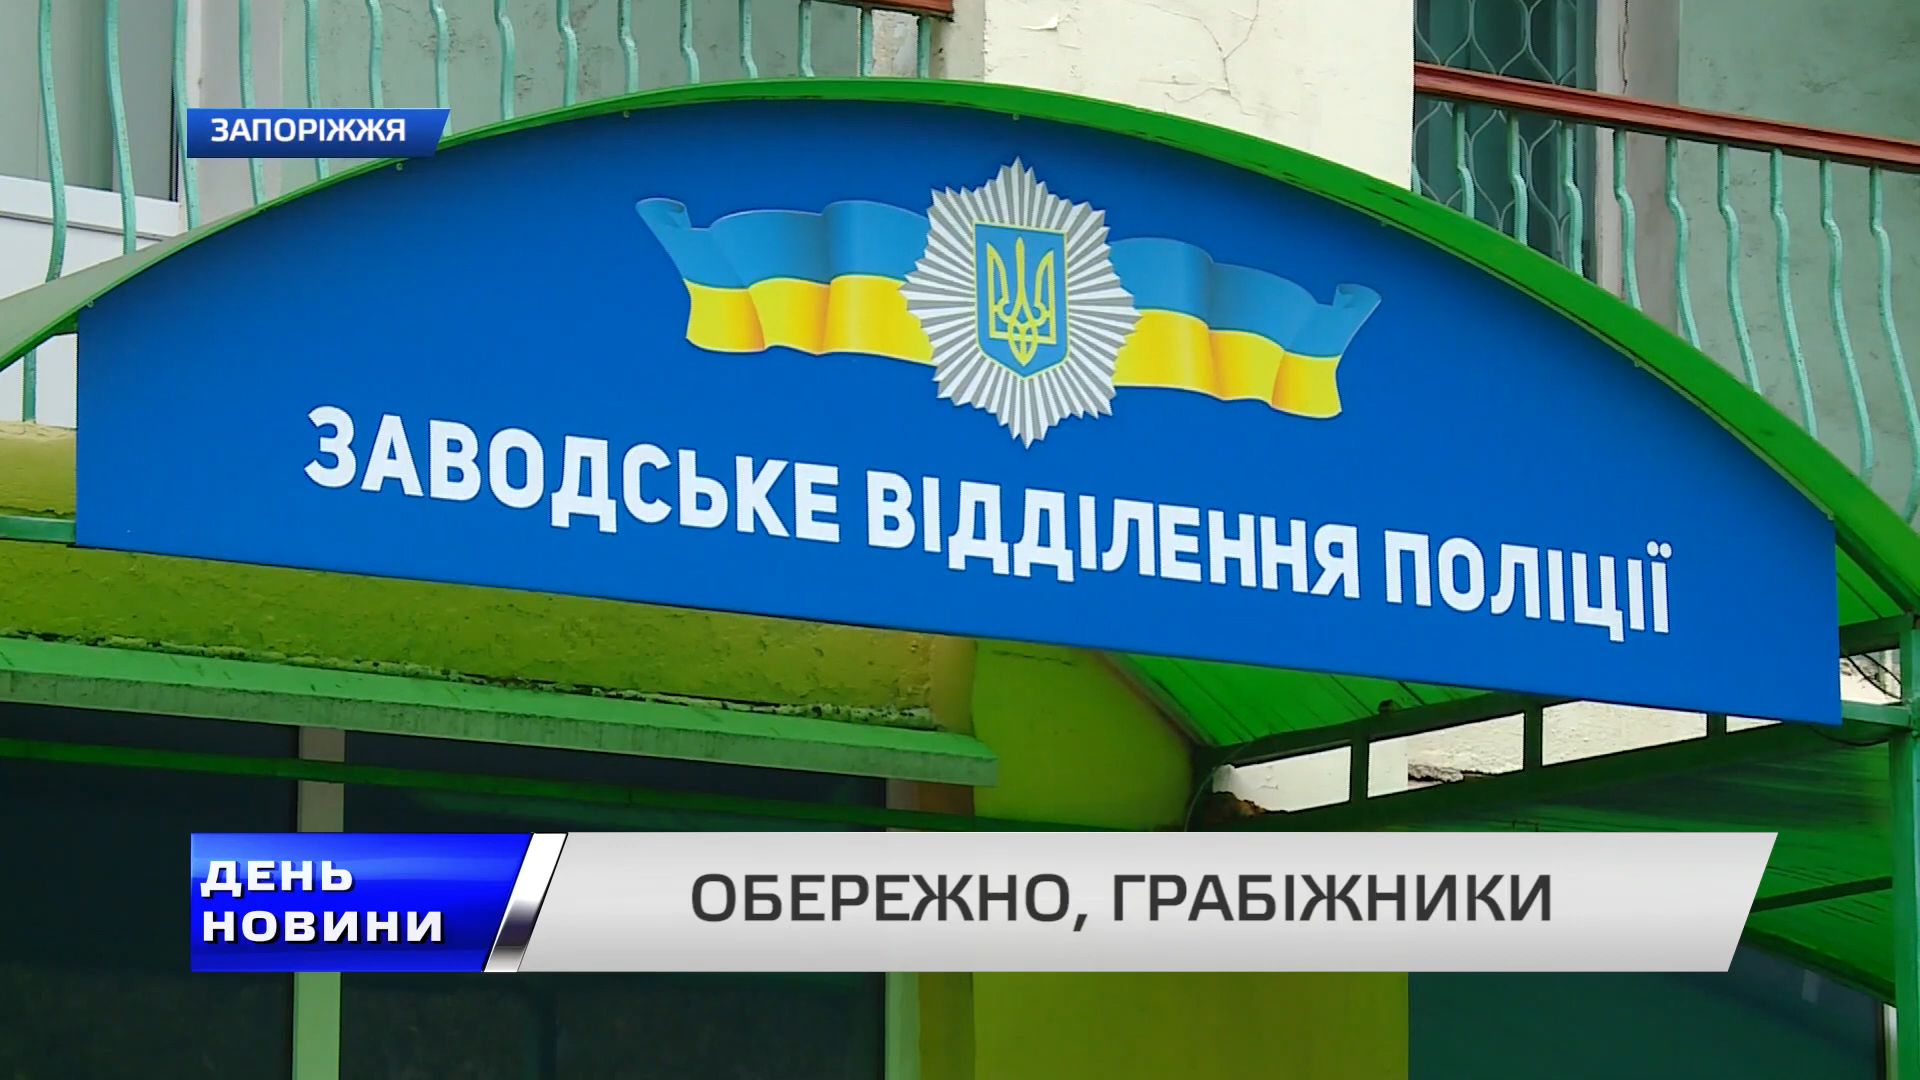 ЗАПОРІЖЖЯ
ЗАВОДСЬКЕ ВІДДІЛЕННЯ ПОЛІЦІЇ
ДЕНЬ
НОВИНИ
ОБЕРЕЖНО, ГРАБІЖНИКИ